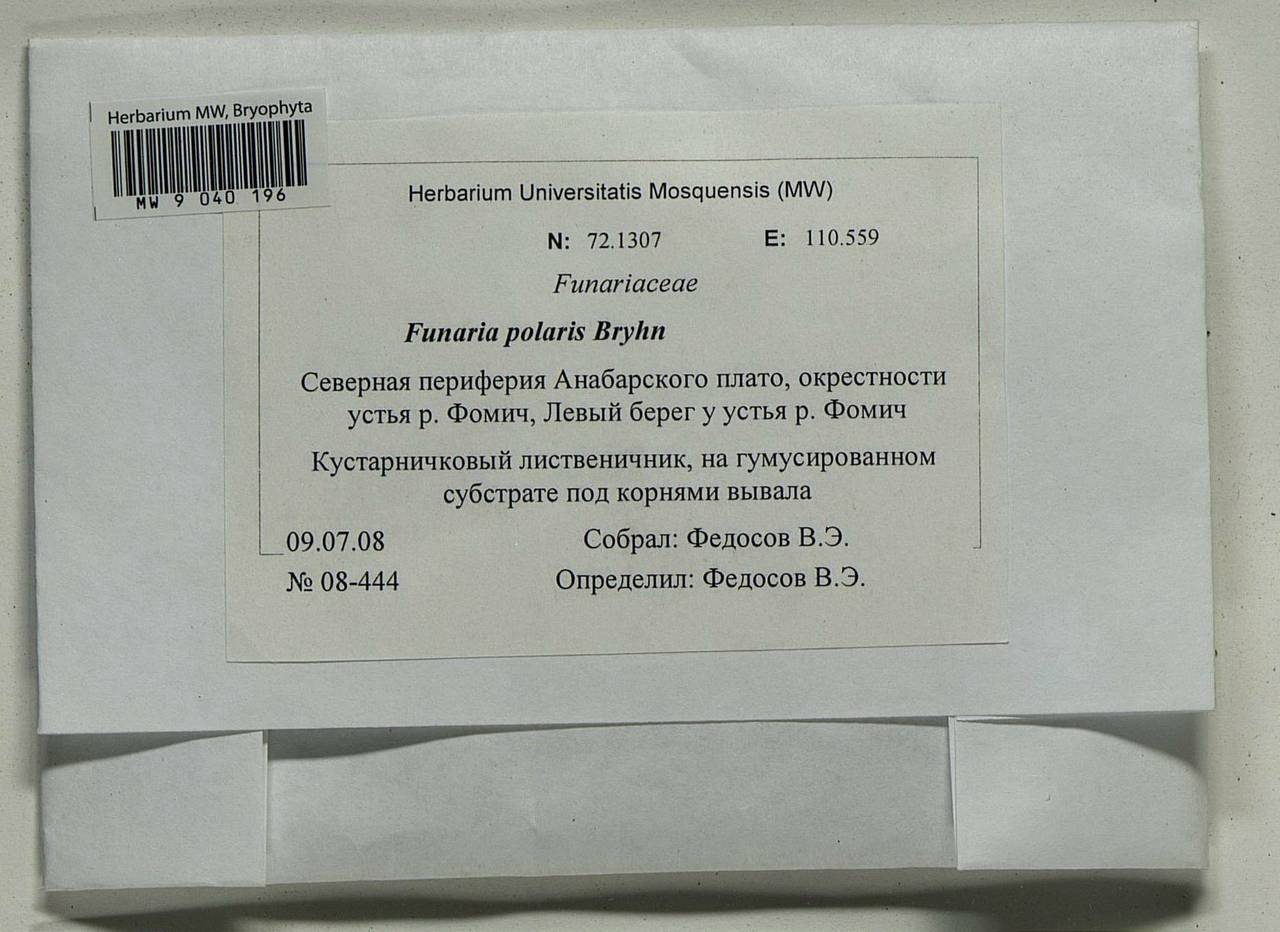 Herbarium MW, Bryophyta
MW 9 040 196
Herbarium Universitatis Mosquensis (MW)
N: 72.1307 E: 110.559
Funariaceae
Funaria polaris Bryhn
Северная периферия Анабарского плато, окрестности
устья р. Фомич, Левый берег у устья р. Фомич
Кустарничковый лиственичник, на гумусированном
субстрате под корнями вывала
09.07.08 Собрал: Федосов В.Э.
№ 08-444 Определил: Федосов В.Э.